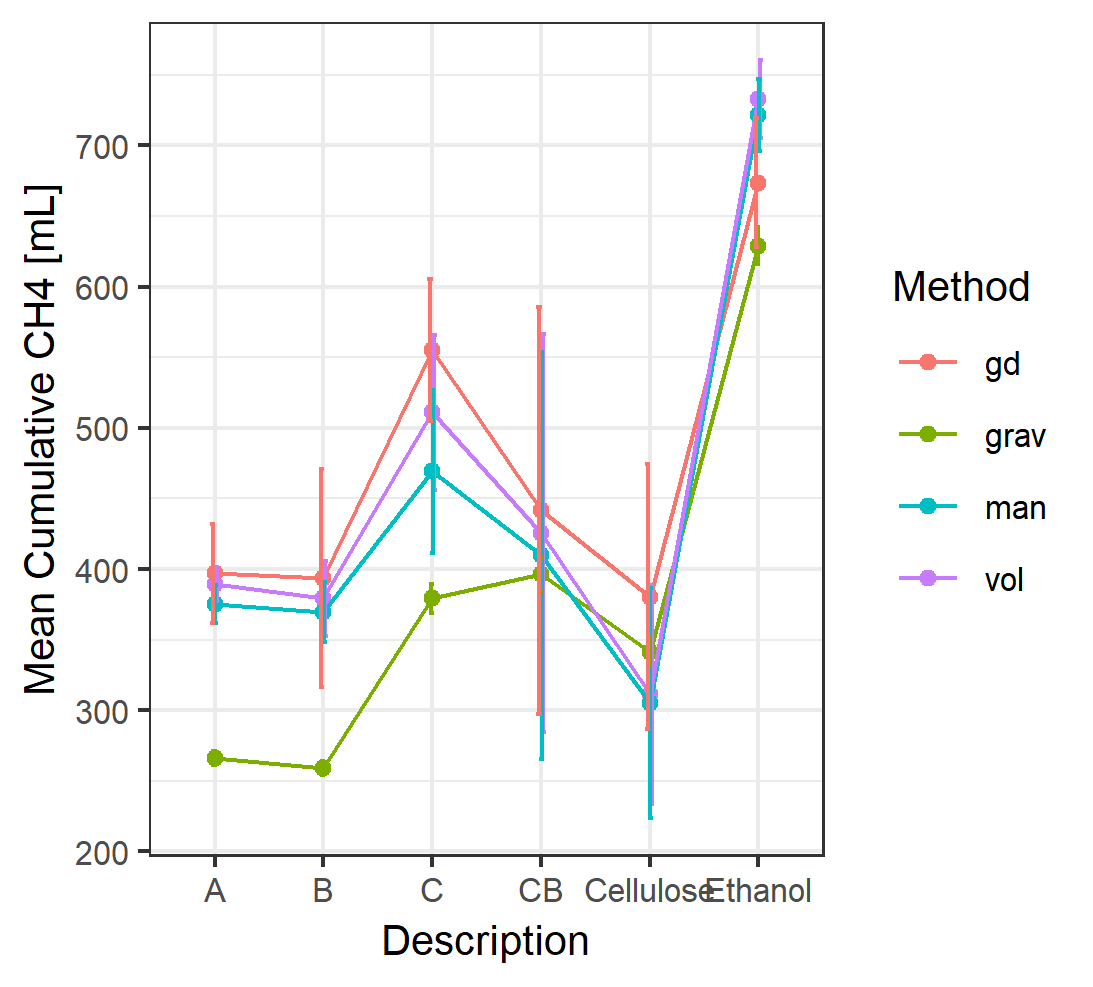 Mean Cumulative CH4 [mL]
700
600
500
400
300
200
A B C CB Cellulose Ethanol
Description
Method
gd
grav
man
vol